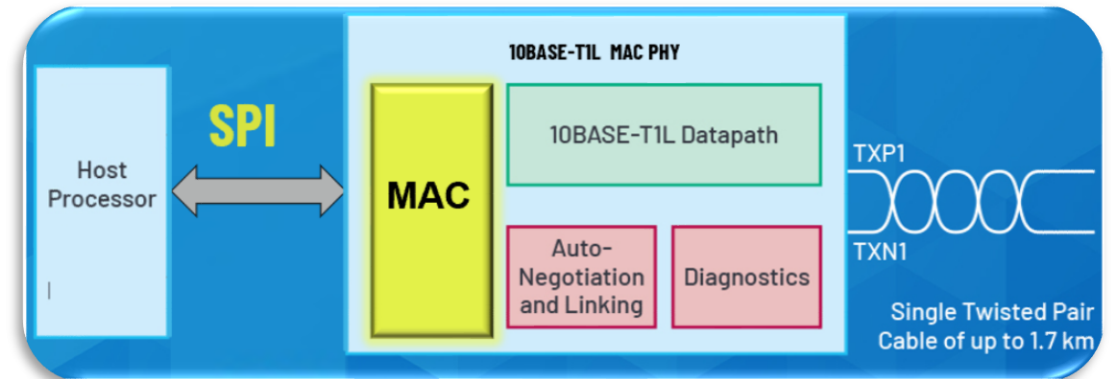 10BASE-T1L MAC PHY
Host
Processor
|
SPI
MAC
10BASE-T1L Datapath
Auto-
Negotiation
and Linking
Diagnostics
TXP1
TXN1
Single Twisted Pair
Cable of up to 1.7 km